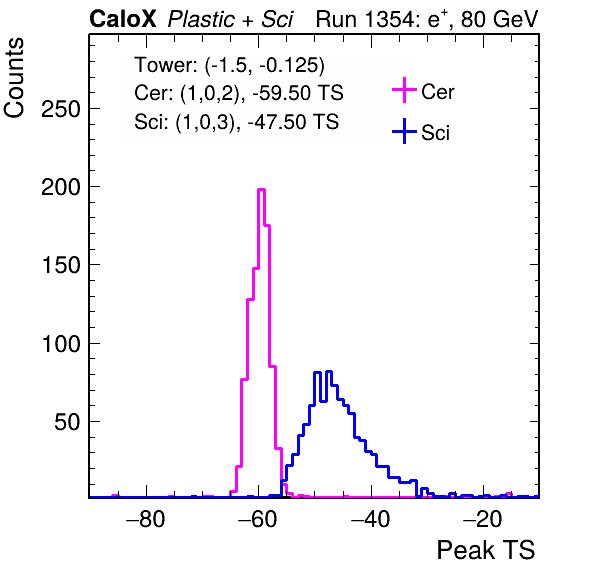 CaloX Plastic + Sci Run 1354: e⁺, 80 GeV
Counts
Tower: (-1.5, -0.125)
Cer: (1,0,2), -59.50 TS
Sci: (1,0,3), -47.50 TS
Cer
Sci
250
200
150
100
50
−80 −60 −40 −20
Peak TS